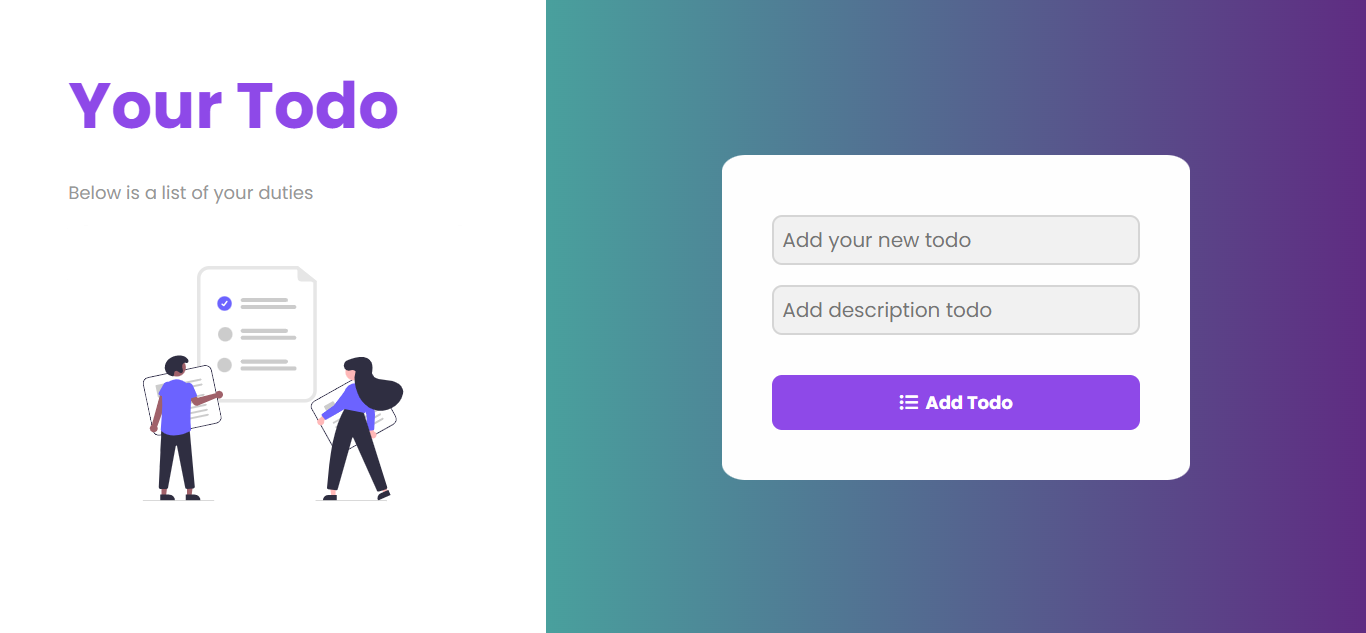 Your Todo
Below is a list of your duties
Add your new todo
Add description todo
Add Todo